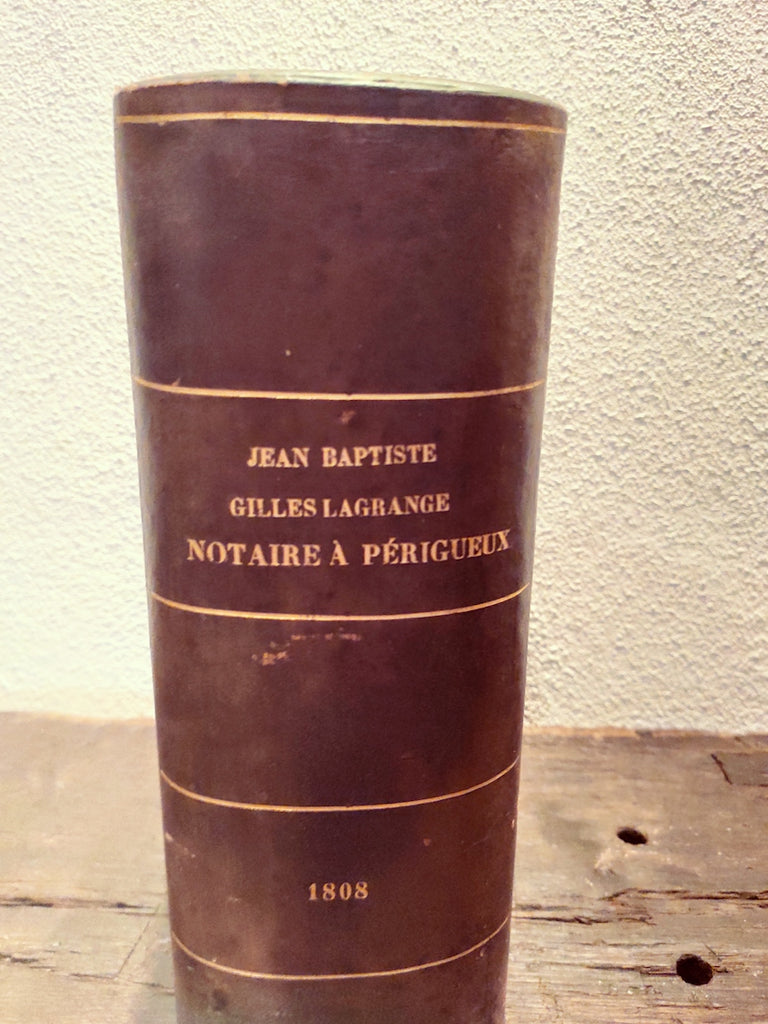 JEAN BAPTISTE
GILLES LAGRANGE
NOTAIRE À PÉRIGUEUX
1808